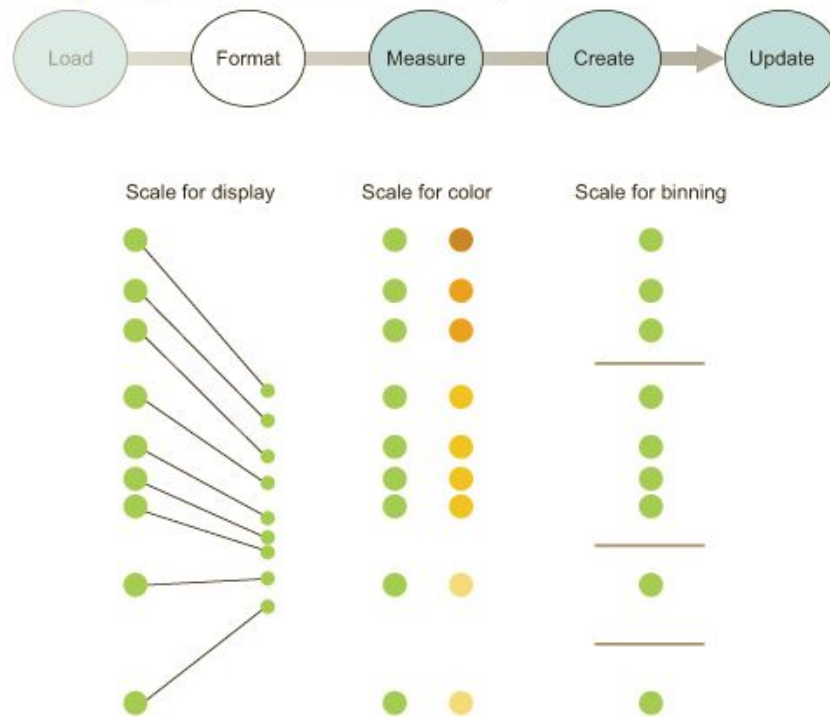 Load
Format
Measure
Create
Update
Scale for display
Scale for color
Scale for binning